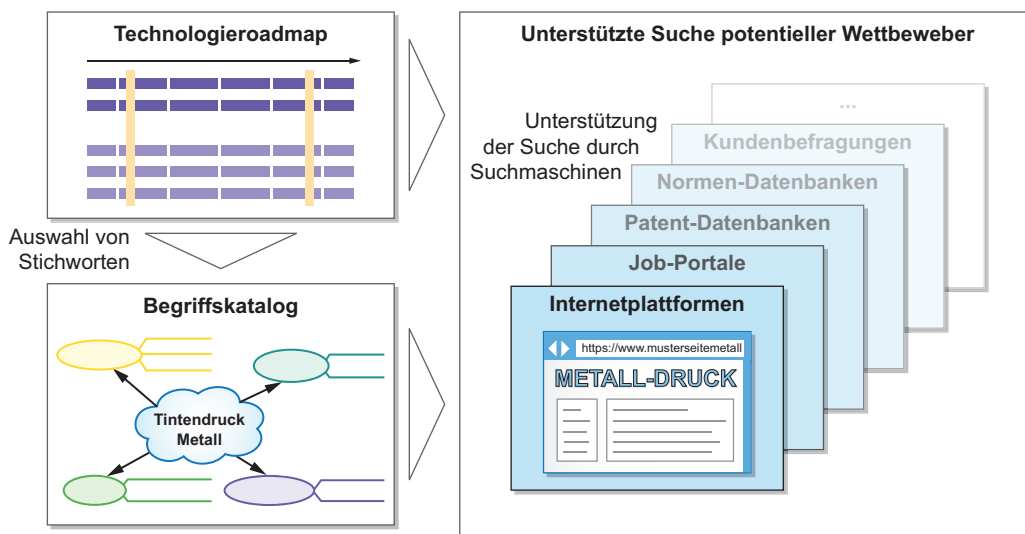 Technologieroadmap
Auswahl von
Stichworten
Begriffskatalog
Tintendruck
Metall
Unterstützte Suche potentieller Wettbeweber
Unterstützung
der Suche durch
Suchmaschinen
...
Kundenbefragungen
Normen-Datenbanken
Patent-Datenbanken
Job-Portale
Internetplattformen
https://www.musterseitemetall
METALL-DRUCK